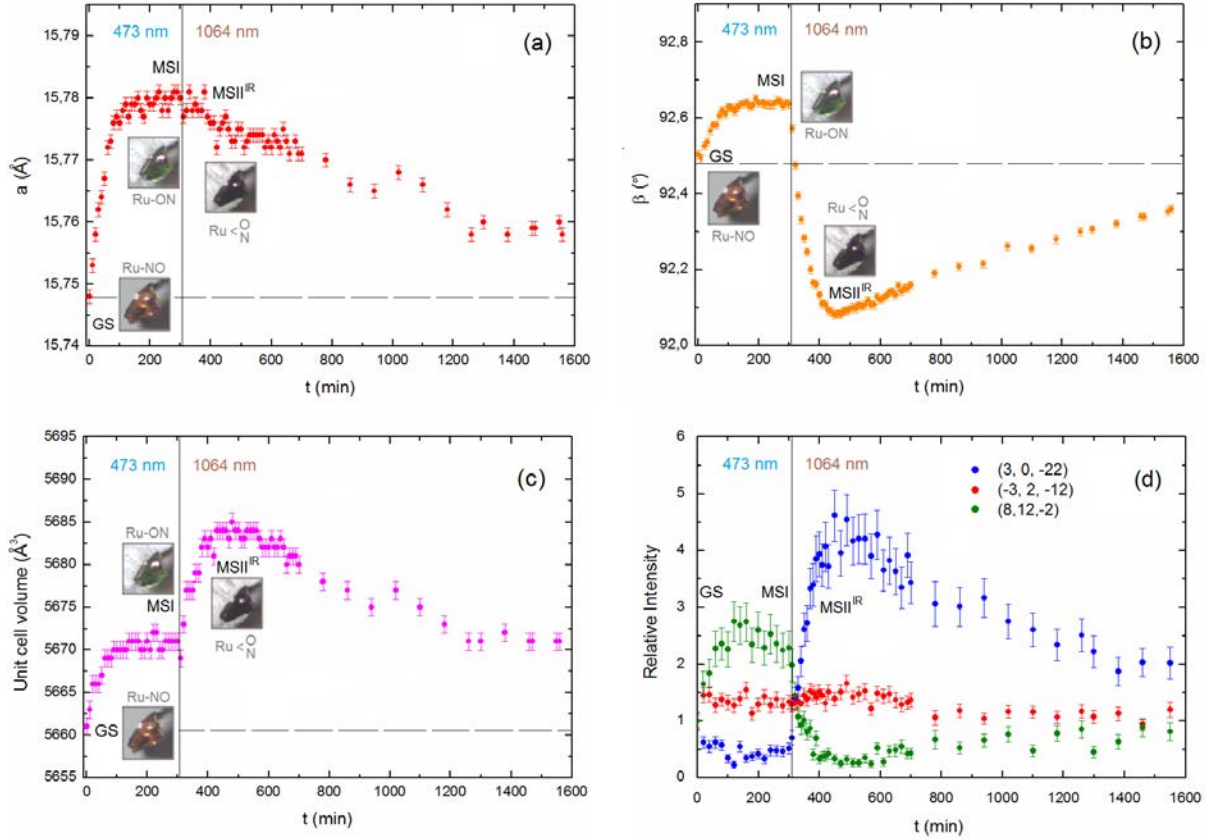 473 nm 1064 nm (a)
15,79
MSI
15,78
MSII^IR
a (Å)
15,77
Ru-ON
Ru < O
N
15,76
Ru-NO
15,75
GS
15,74
0 200 400 600 800 1000 1200 1400 1600
t (min)
473 nm 1064 nm (b)
92,8
MSI
92,6
Ru-ON
GS
β (°)
92,4
Ru < O
N
Ru-NO
92,2
MSII^IR
92,0
0 200 400 600 800 1000 1200 1400 1600
t (min)
5695
473 nm 1064 nm (c)
5690
5685
Ru-ON
5680
MSII^IR
Unit cell volume (Å³)
5675
MSI
5670
Ru < O
N
5665
Ru-NO
5660
GS
5655
0 200 400 600 800 1000 1200 1400 1600
t (min)
6
473 nm 1064 nm (d)
(3, 0, -22)
(-3, 2, -12)
(8,12,-2)
5
4
Relative Intensity
3
GS MSI MSII^IR
2
1
0
0 200 400 600 800 1000 1200 1400 1600
t (min)